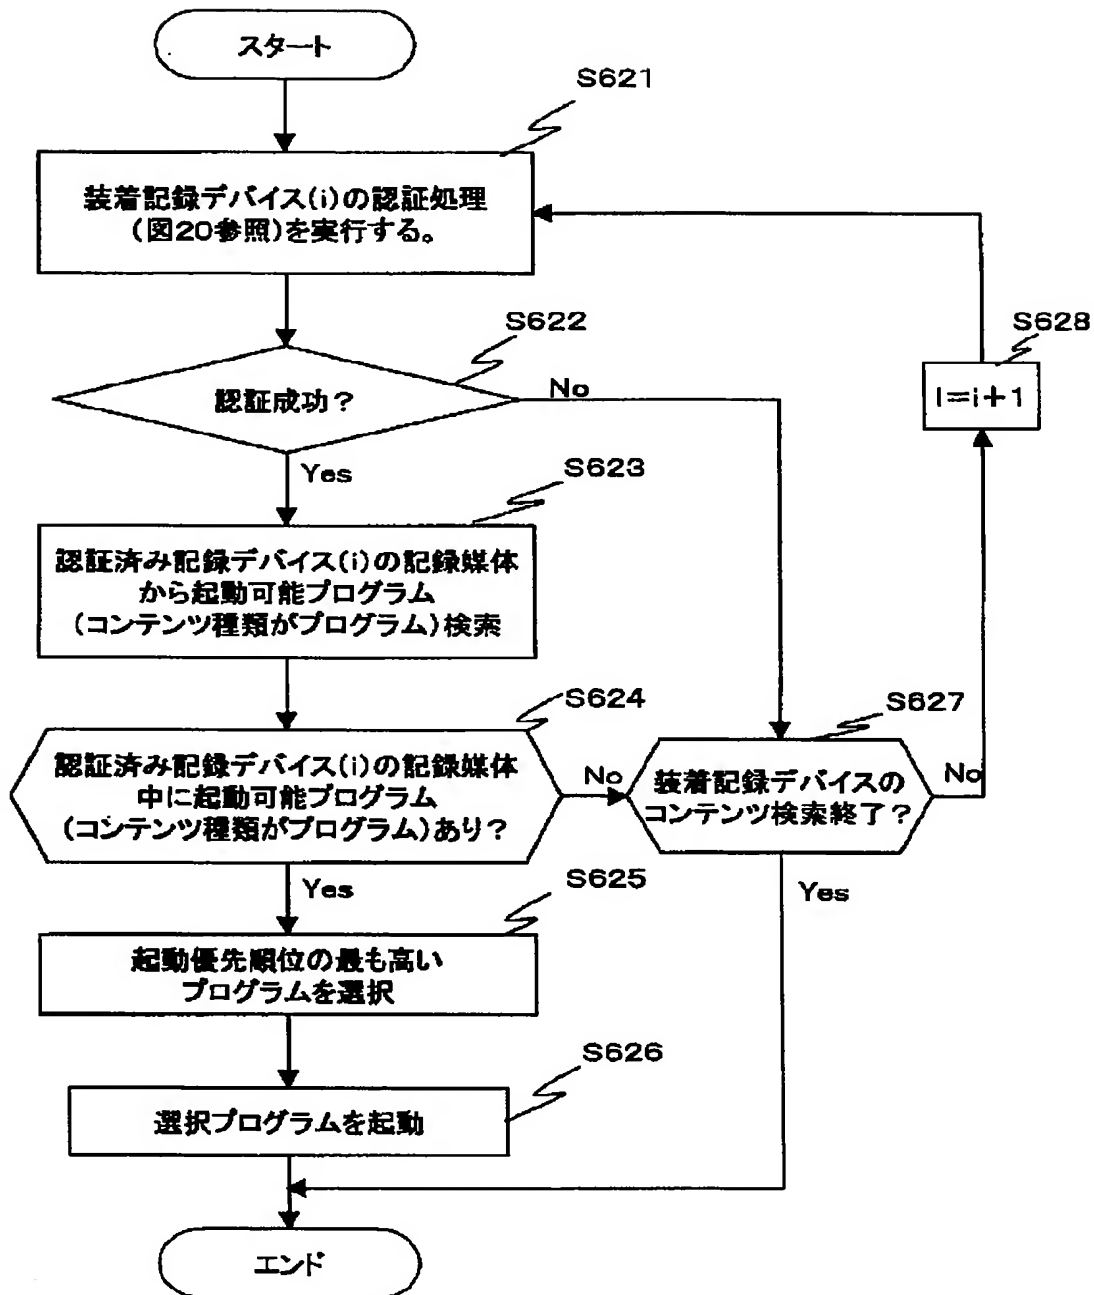 スタート
S621
装着記録デバイス(i)の認証処理
(図20参照)を実行する。
S622
認証成功？
No
Yes
S628
I=i+1
S623
認証済み記録デバイス(i)の記録媒体
から起動可能プログラム
(コンテンツ種類がプログラム)検索
S624
認証済み記録デバイス(i)の記録媒体
中に起動可能プログラム
(コンテンツ種類がプログラム)あり？
No
Yes
S627
装着記録デバイスの
コンテンツ検索終了？
No
Yes
S625
起動優先順位の最も高い
プログラムを選択
S626
選択プログラムを起動
エンド